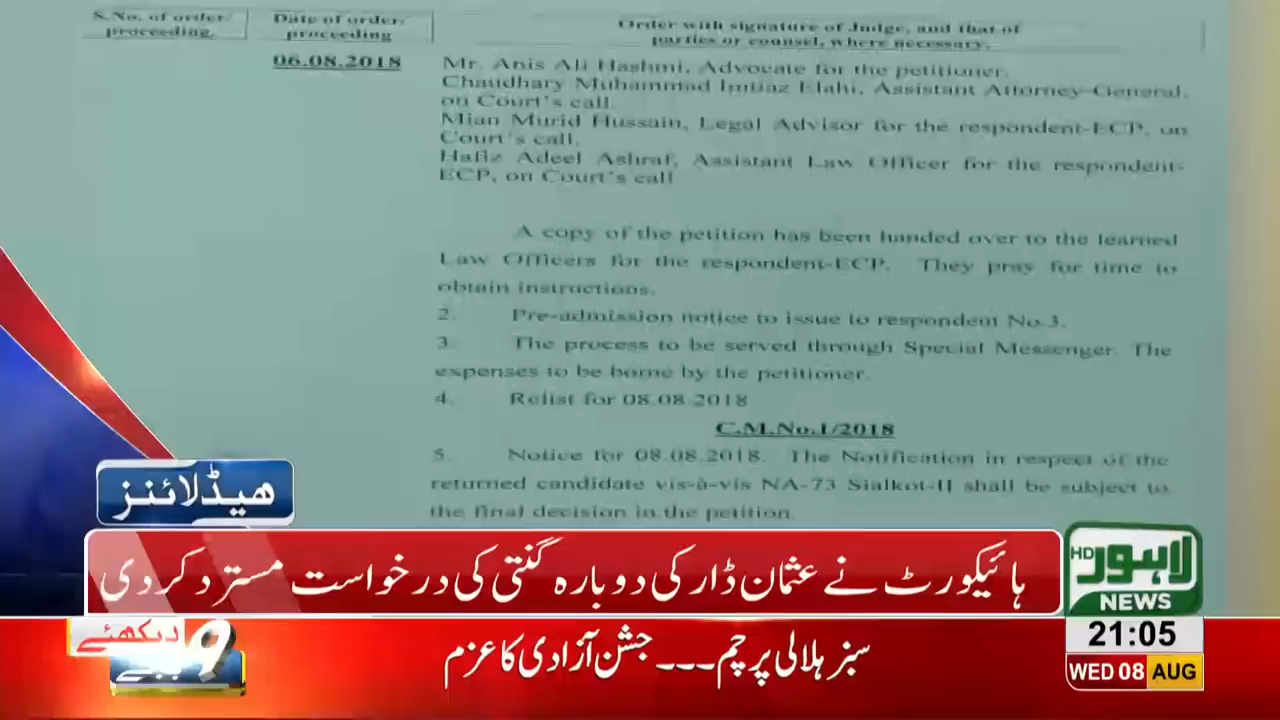 S.No. of order/ proceeding.
Date of order/ proceeding
Order with signature of Judge, and that of
parties or counsel, where necessary.
06.08.2018
Mr. Anis Ali Hashmi, Advocate for the petitioner.
Chaudhary Muhammad Imtiaz Elahi, Assistant Attorney-General,
on Court's call.
Mian Murid Hussain, Legal Advisor for the respondent-ECP, on
Court's call.
Hafiz Adeel Ashraf, Assistant Law Officer for the respondent-
ECP, on Court's call
A copy of the petition has been handed over to the learned
Law Officers for the respondent-ECP. They pray for time to
obtain instructions.
2. Pre-admission notice to issue to respondent No.3.
3. The process to be served through Special Messenger. The
expenses to be borne by the petitioner.
4. Relist for 08.08.2018
C.M.No.1/2018
5. Notice for 08.08.2018. The Notification in respect of the
returned candidate vis-à-vis NA-73 Sialkot-II shall be subject to
the final decision in the petition.
ھیڈلائنز
ہائیکورٹ نے عثمان ڈار کی دوبارہ گنتی کی درخواست مسترد کردی
لاہور HD
NEWS
دیکھئے 9 بجے
سبز ہلالی پرچم ۔۔۔ جشن آزادی کا عزم
21:05
WED 08 AUG